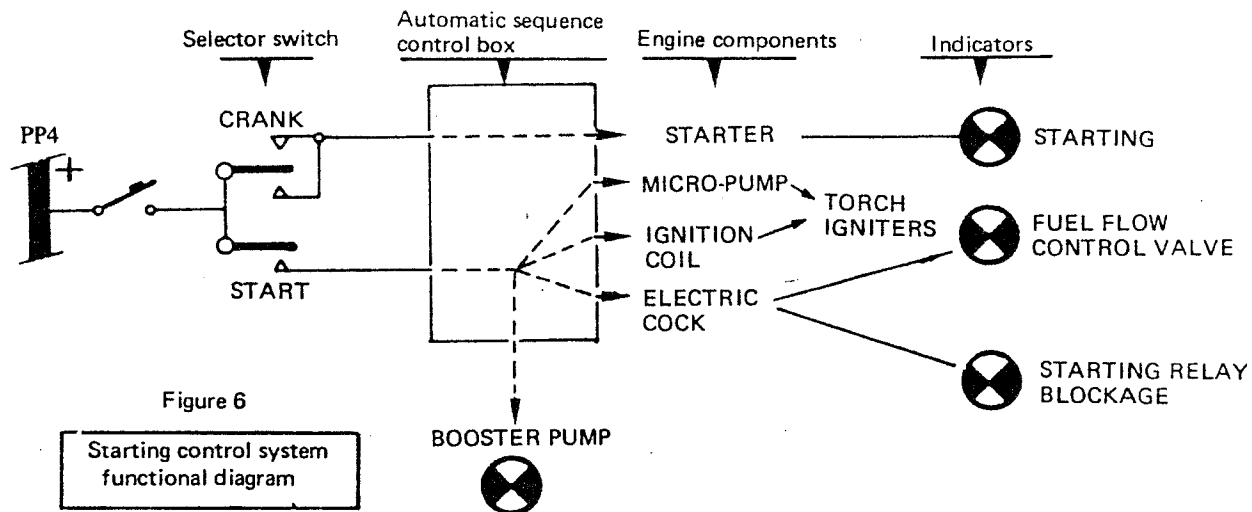 Selector switch
Automatic sequence
control box
Engine components
Indicators
CRANK
PP4
+
STARTER
STARTING
MICRO-PUMP
TORCH
IGNITERS
IGNITION
COIL
FUEL FLOW
CONTROL VALVE
START
ELECTRIC
COCK
STARTING RELAY
BLOCKAGE
Figure 6
BOOSTER PUMP
Starting control system
functional diagram